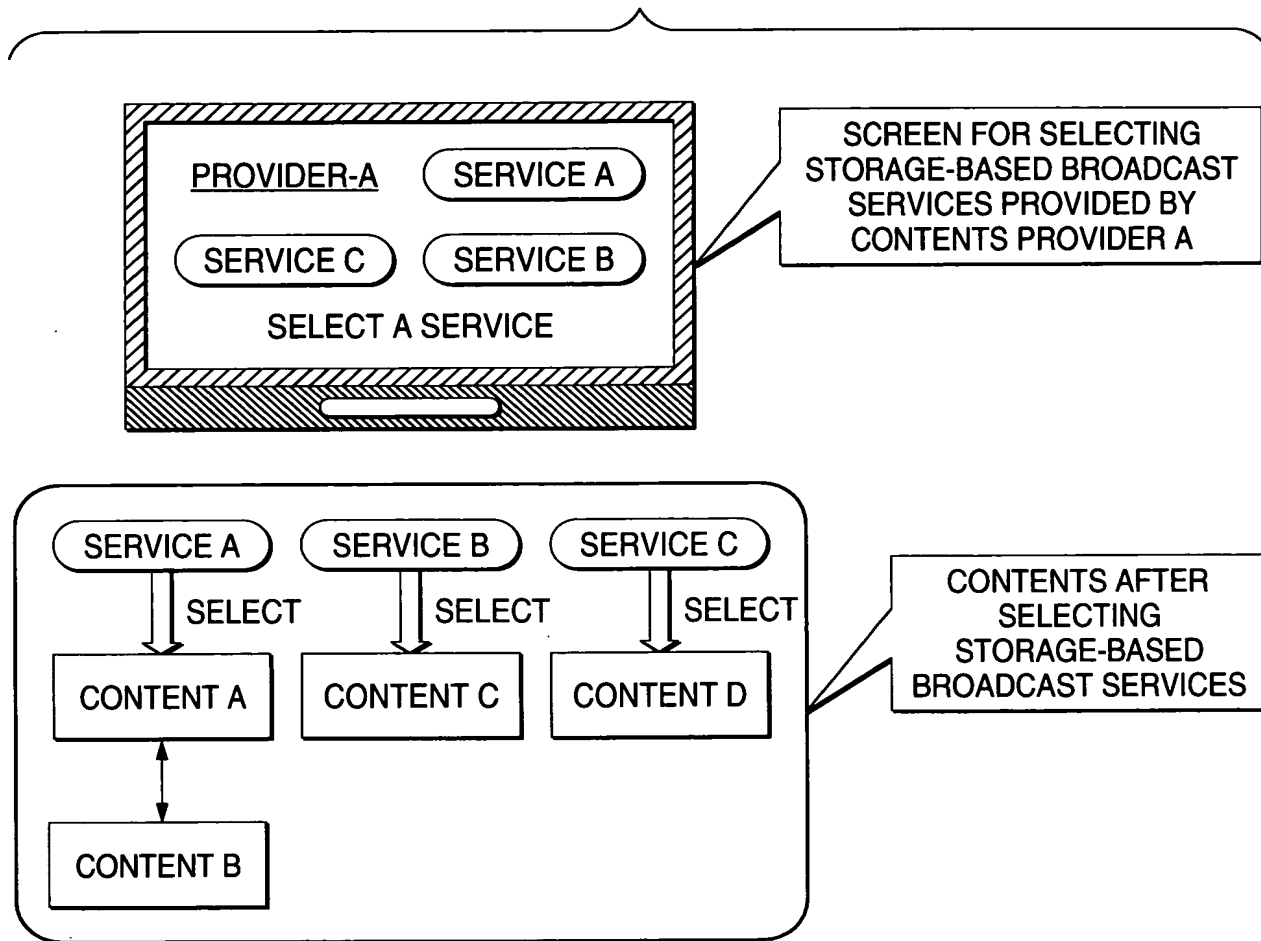 PROVIDER-A
SERVICE A
SERVICE C
SERVICE B
SELECT A SERVICE
SCREEN FOR SELECTING
STORAGE-BASED BROADCAST
SERVICES PROVIDED BY
CONTENTS PROVIDER A
SERVICE A
SERVICE B
SERVICE C
SELECT
SELECT
SELECT
CONTENT A
CONTENT C
CONTENT D
CONTENT B
CONTENTS AFTER
SELECTING
STORAGE-BASED
BROADCAST SERVICES